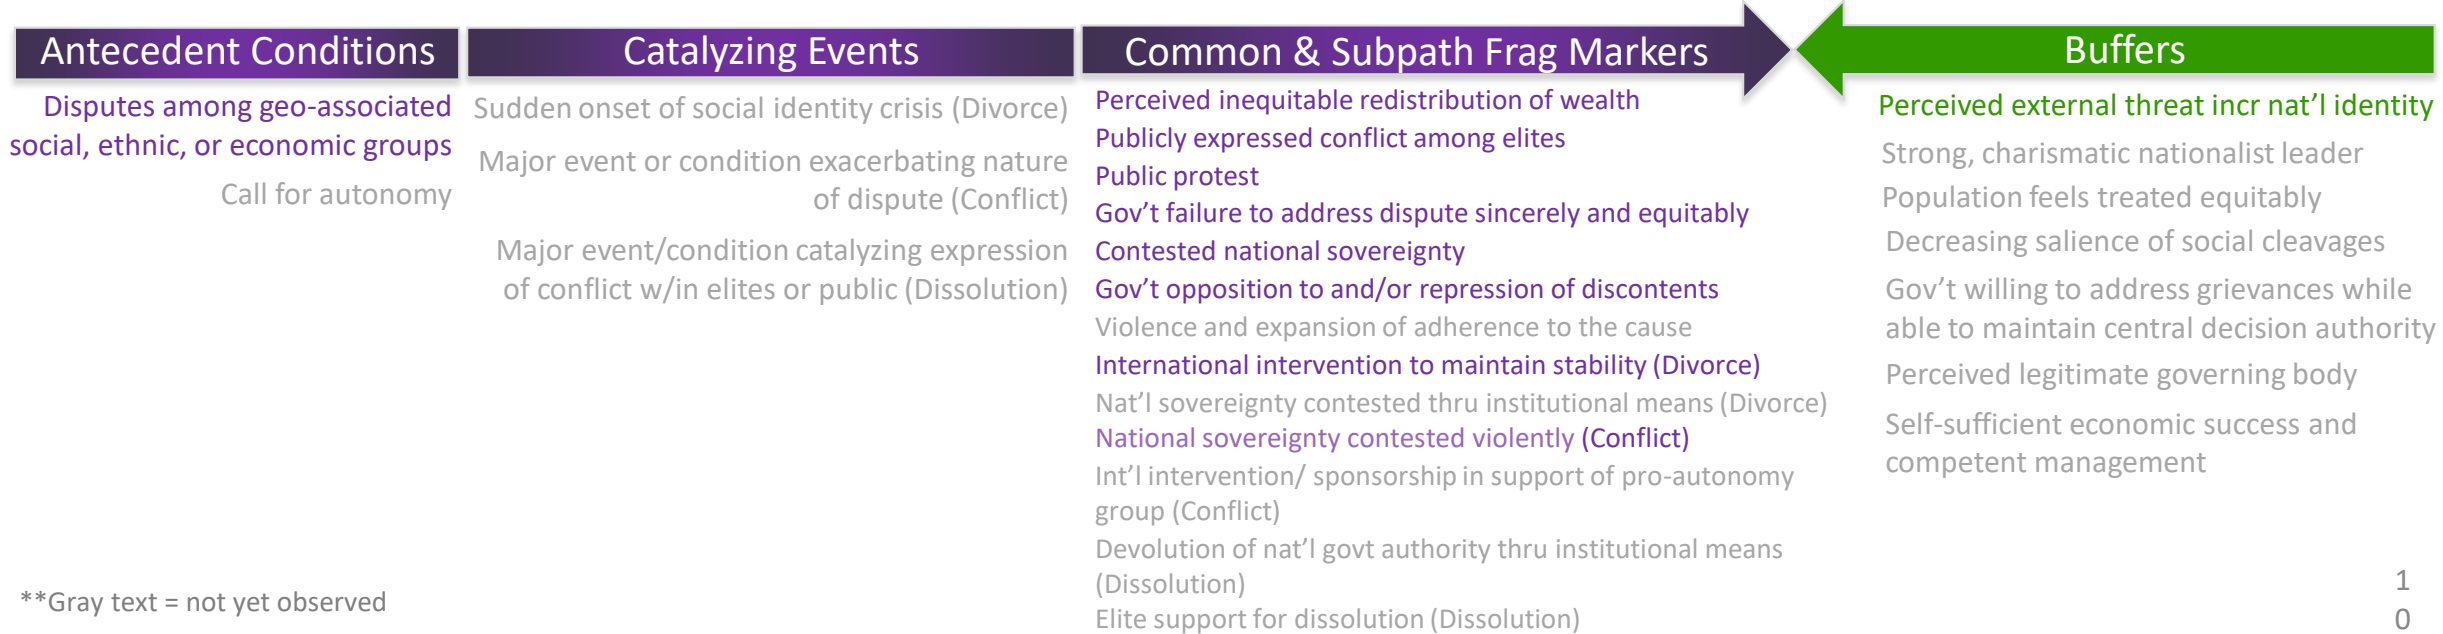 Antecedent Conditions
Disputes among geo-associated
social, ethnic, or economic groups
Call for autonomy
Catalyzing Events
Sudden onset of social identity crisis (Divorce)
Major event or condition exacerbating nature
of dispute (Conflict)
Major event/condition catalyzing expression
of conflict w/in elites or public (Dissolution)
Common & Subpath Frag Markers
Perceived inequitable redistribution of wealth
Publicly expressed conflict among elites
Public protest
Gov’t failure to address dispute sincerely and equitably
Contested national sovereignty
Gov’t opposition to and/or repression of discontents
Violence and expansion of adherence to the cause
International intervention to maintain stability (Divorce)
Nat’l sovereignty contested thru institutional means (Divorce)
National sovereignty contested violently (Conflict)
Int’l intervention/ sponsorship in support of pro-autonomy
group (Conflict)
Devolution of nat’l govt authority thru institutional means
(Dissolution)
Elite support for dissolution (Dissolution)
Buffers
Perceived external threat incr nat’l identity
Strong, charismatic nationalist leader
Population feels treated equitably
Decreasing salience of social cleavages
Gov’t willing to address grievances while
able to maintain central decision authority
Perceived legitimate governing body
Self-sufficient economic success and
competent management
**Gray text = not yet observed
1
0